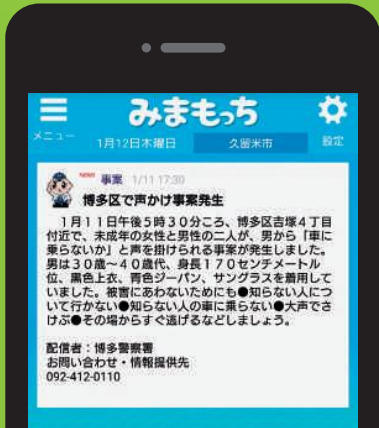 みまもっち
メニュー
1月12日木曜日
久留米市
設定
NEW!
事案 1/11 17:30
博多区で声かけ事案発生
1月11日午後5時30分ころ、博多区吉塚4丁目
付近で、未成年の女性と男性の二人が、男から「車に
乗らないか」と声を掛けられる事案が発生しました。
男は30歳〜40歳代、身長170センチメートル
位、黒色上衣、青色ジーパン、サングラスを着用して
いました。被害にあわないためにも●知らない人につ
いて行かない●知らない人の車に乗らない●大声でさ
けぶ●その場からすぐ逃げるなどしましょう。
配信者：博多警察署
お問い合わせ・情報提供先
092-412-0110